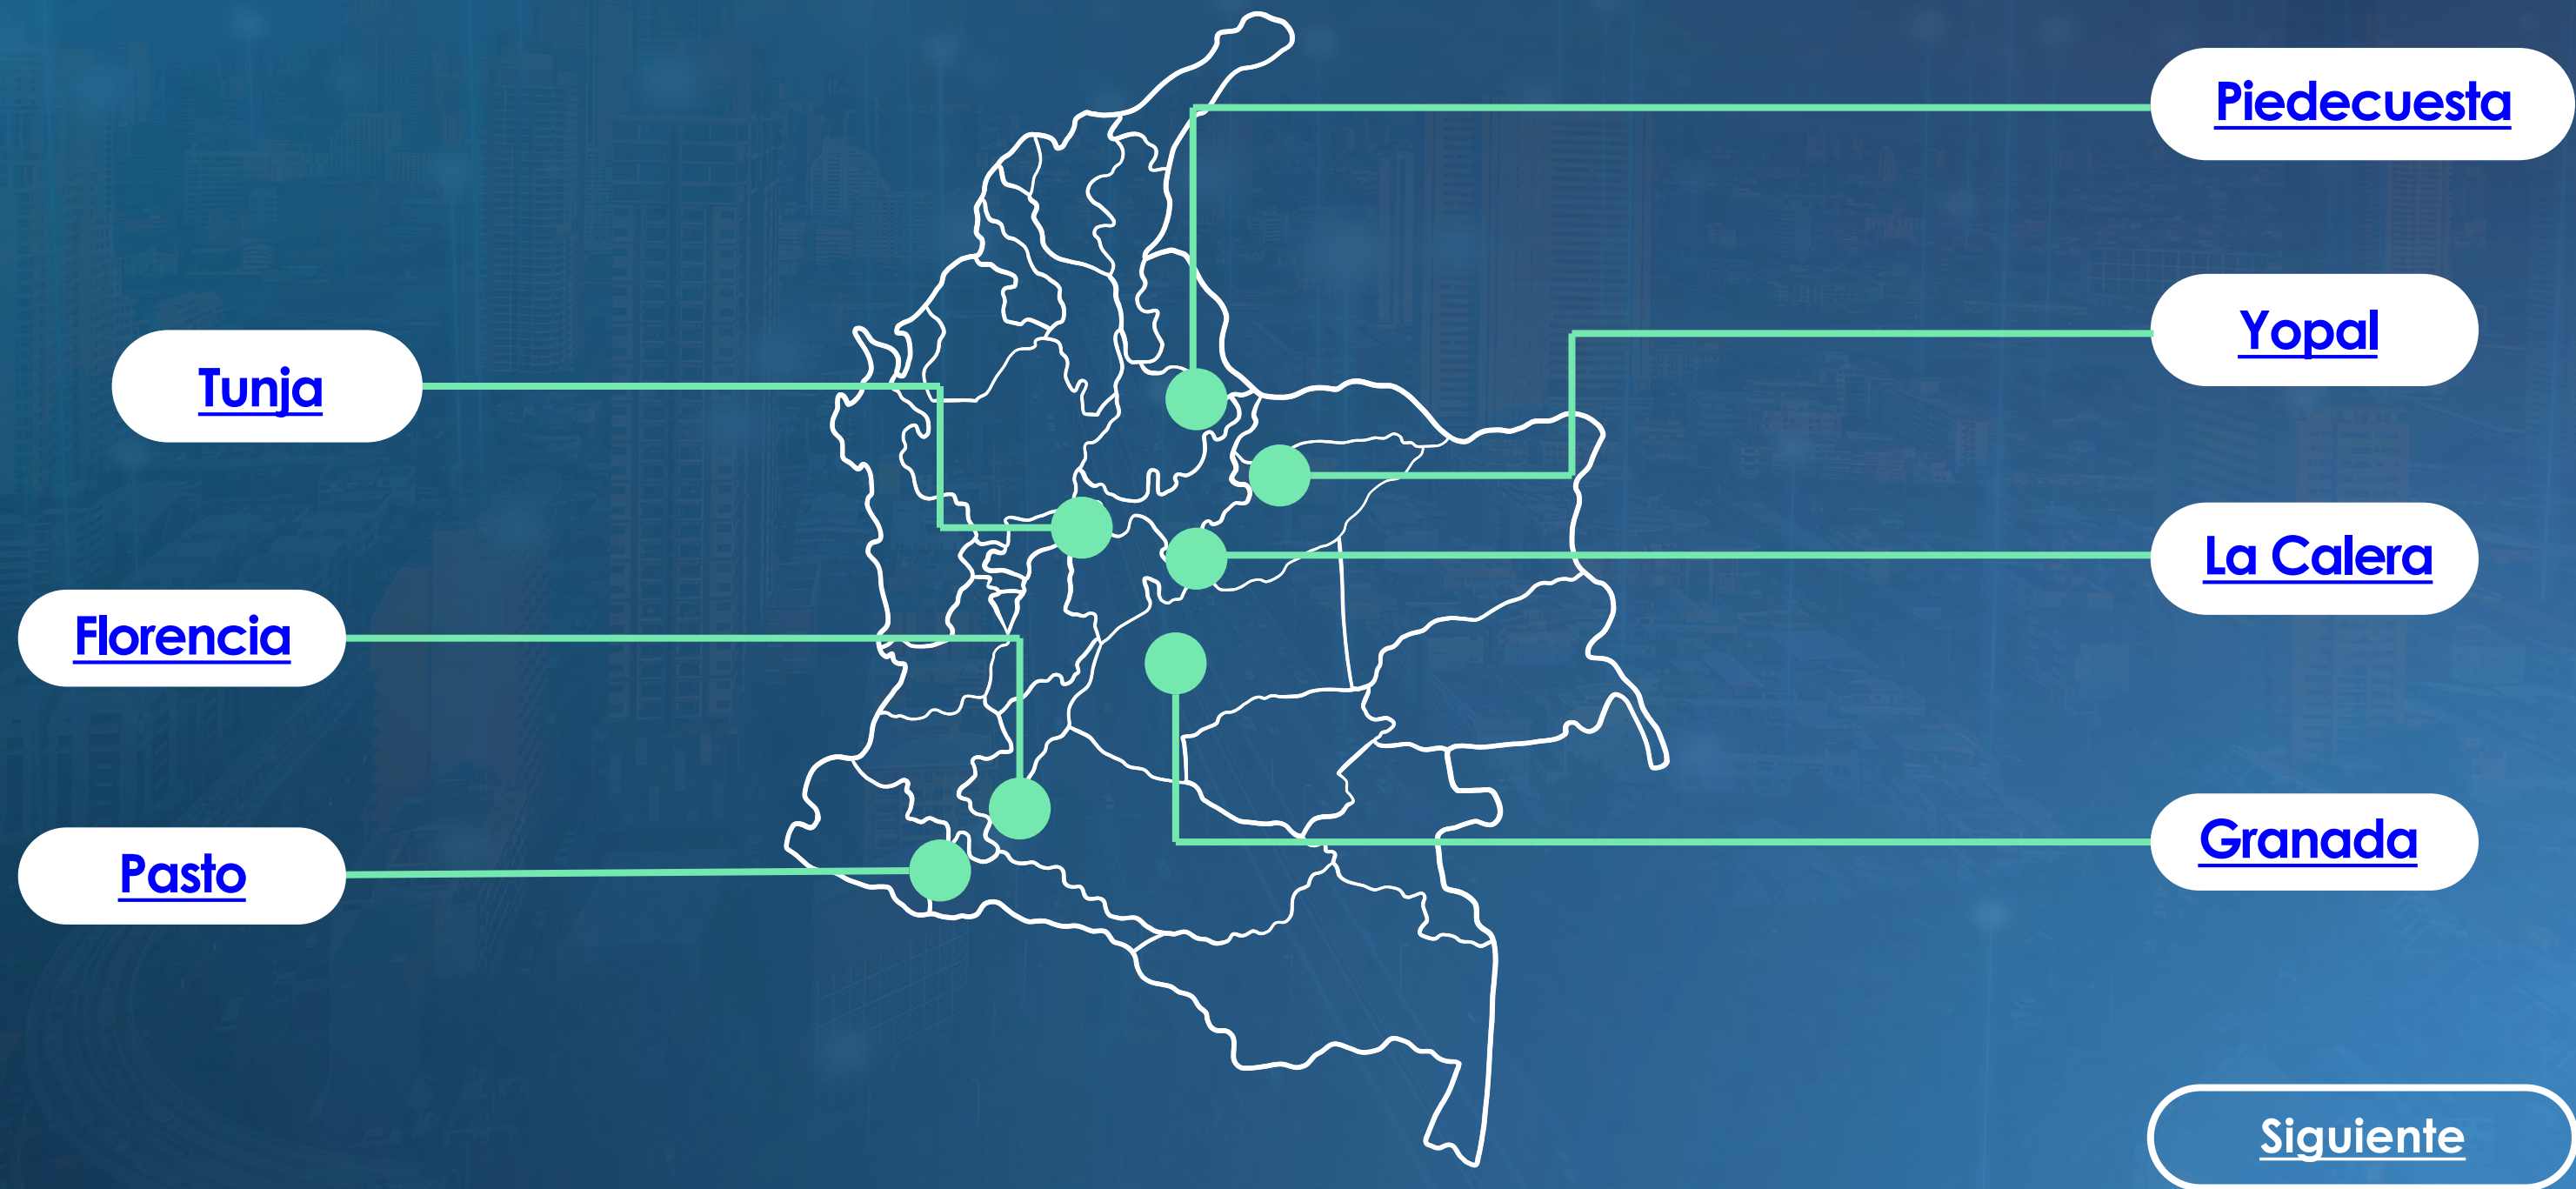 Piedecuesta
Yopal
Tunja
La Calera
Florencia
Granada
Pasto
Siguiente